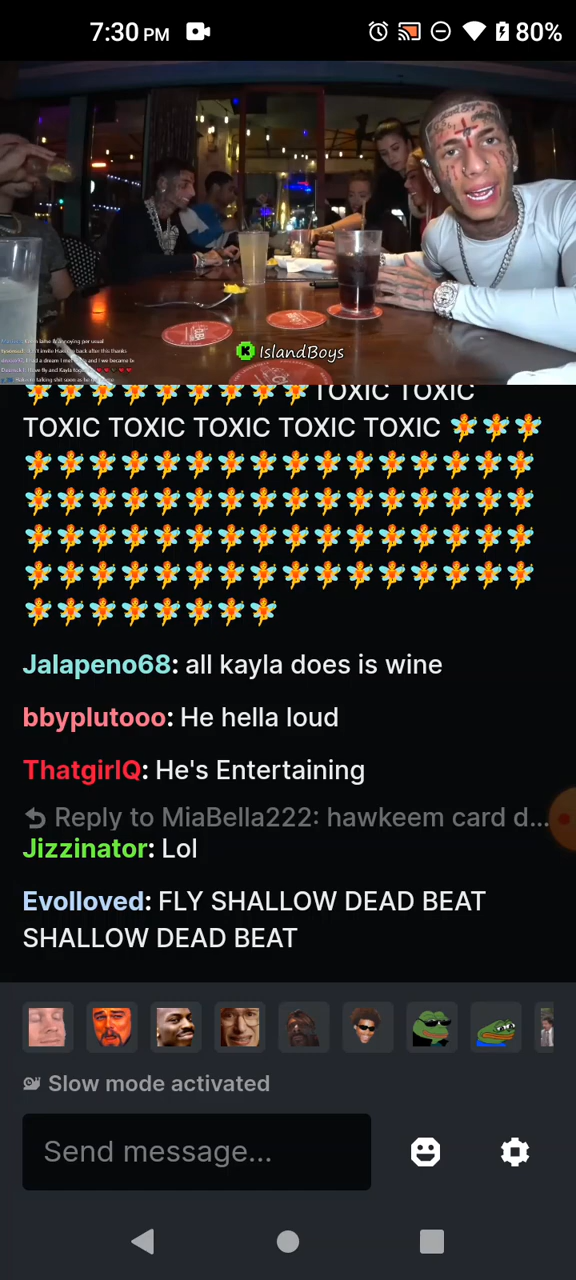 7:30 PM 80%
IslandBoys
TOXIC TOXIC
TOXIC TOXIC TOXIC TOXIC TOXIC
Jalapeno68: all kayla does is wine
bbyplutooo: He hella loud
ThatgirlQ: He's Entertaining
Reply to MiaBella222: hawkeem card d...
Jizzinator: Lol
Evolloved: FLY SHALLOW DEAD BEAT
SHALLOW DEAD BEAT
Slow mode activated
Send message...